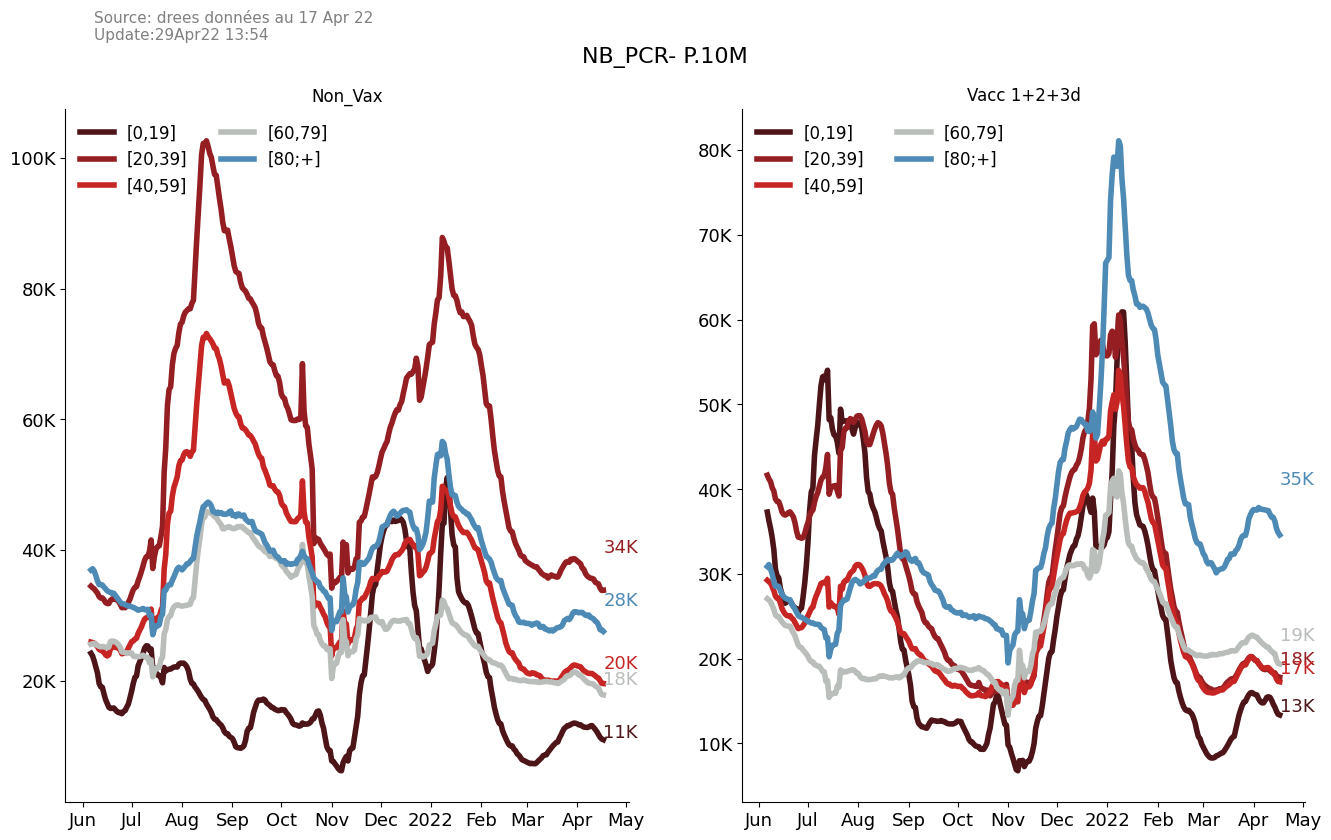 Source: drees données au 17 Apr 22
Update:29Apr22 13:54
NB_PCR- P.10M
Non_Vax
[0,19]
[20,39]
[40,59]
[60,79]
[80;+]
100K
80K
60K
40K
20K
34K
28K
20K
18K
11K
Jun Jul Aug Sep Oct Nov Dec 2022 Feb Mar Apr May
Vacc 1+2+3d
[0,19]
[20,39]
[40,59]
[60,79]
[80;+]
80K
70K
60K
50K
40K
30K
20K
10K
35K
19K
18K
17K
13K
Jun Jul Aug Sep Oct Nov Dec 2022 Feb Mar Apr May